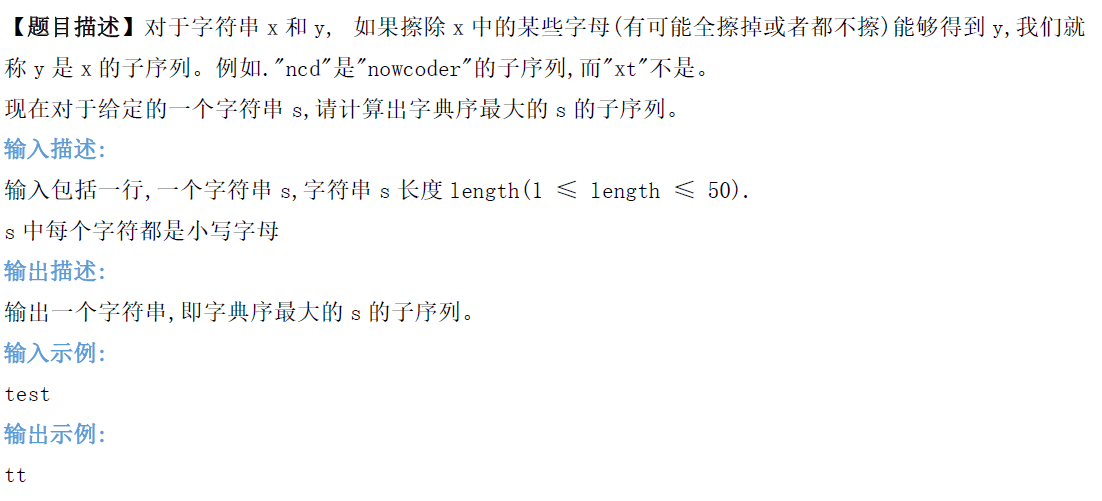 【题目描述】对于字符串 x 和 y, 如果擦除 x 中的某些字母(有可能全擦掉或者都不擦)能够得到 y,我们就
称 y 是 x 的子序列。例如."ncd"是"nowcoder"的子序列,而"xt"不是。
现在对于给定的一个字符串 s,请计算出字典序最大的 s 的子序列。
输入描述:
输入包括一行,一个字符串 s,字符串 s 长度 length(1 ≤ length ≤ 50).
s 中每个字符都是小写字母
输出描述:
输出一个字符串,即字典序最大的 s 的子序列。
输入示例:
test
输出示例:
tt